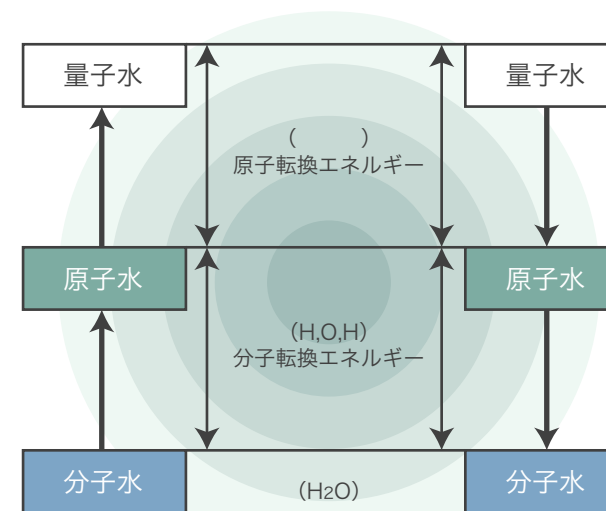 量子水
量子水
(　　　)
原子転換エネルギー
原子水
原子水
(H,O,H)
分子転換エネルギー
分子水
分子水
(H2O)